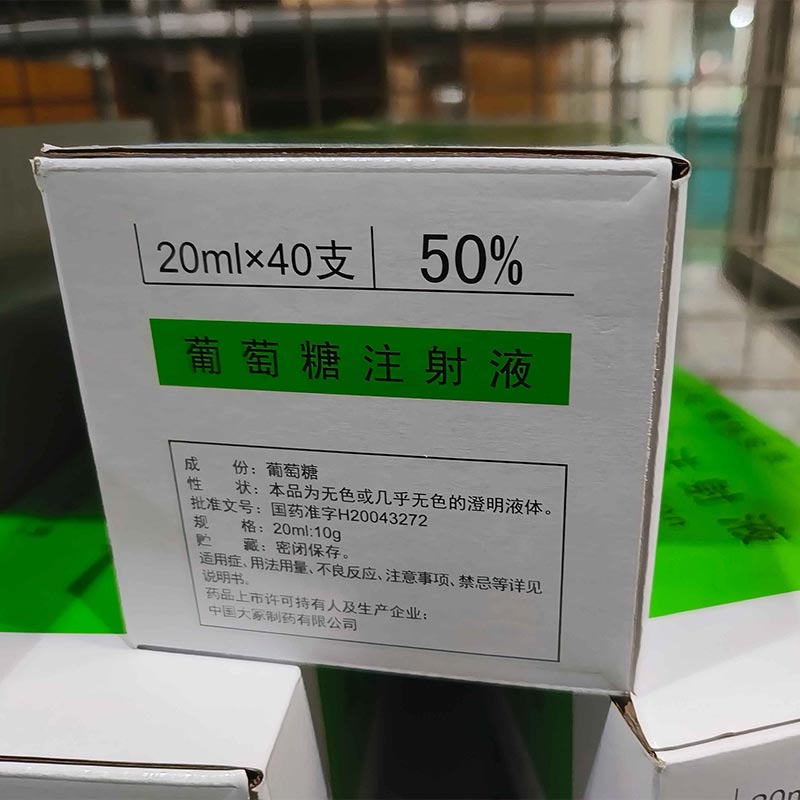 20ml×40支
50%
葡萄糖注射液
成 份：葡萄糖
性 状：本品为无色或几乎无色的澄明液体。
批准文号：国药准字H20043272
规 格：20ml:10g
贮 藏：密闭保存。
适用症、用法用量、不良反应、注意事项、禁忌等详见
说明书。
药品上市许可持有人及生产企业：
中国大冢制药有限公司
射液